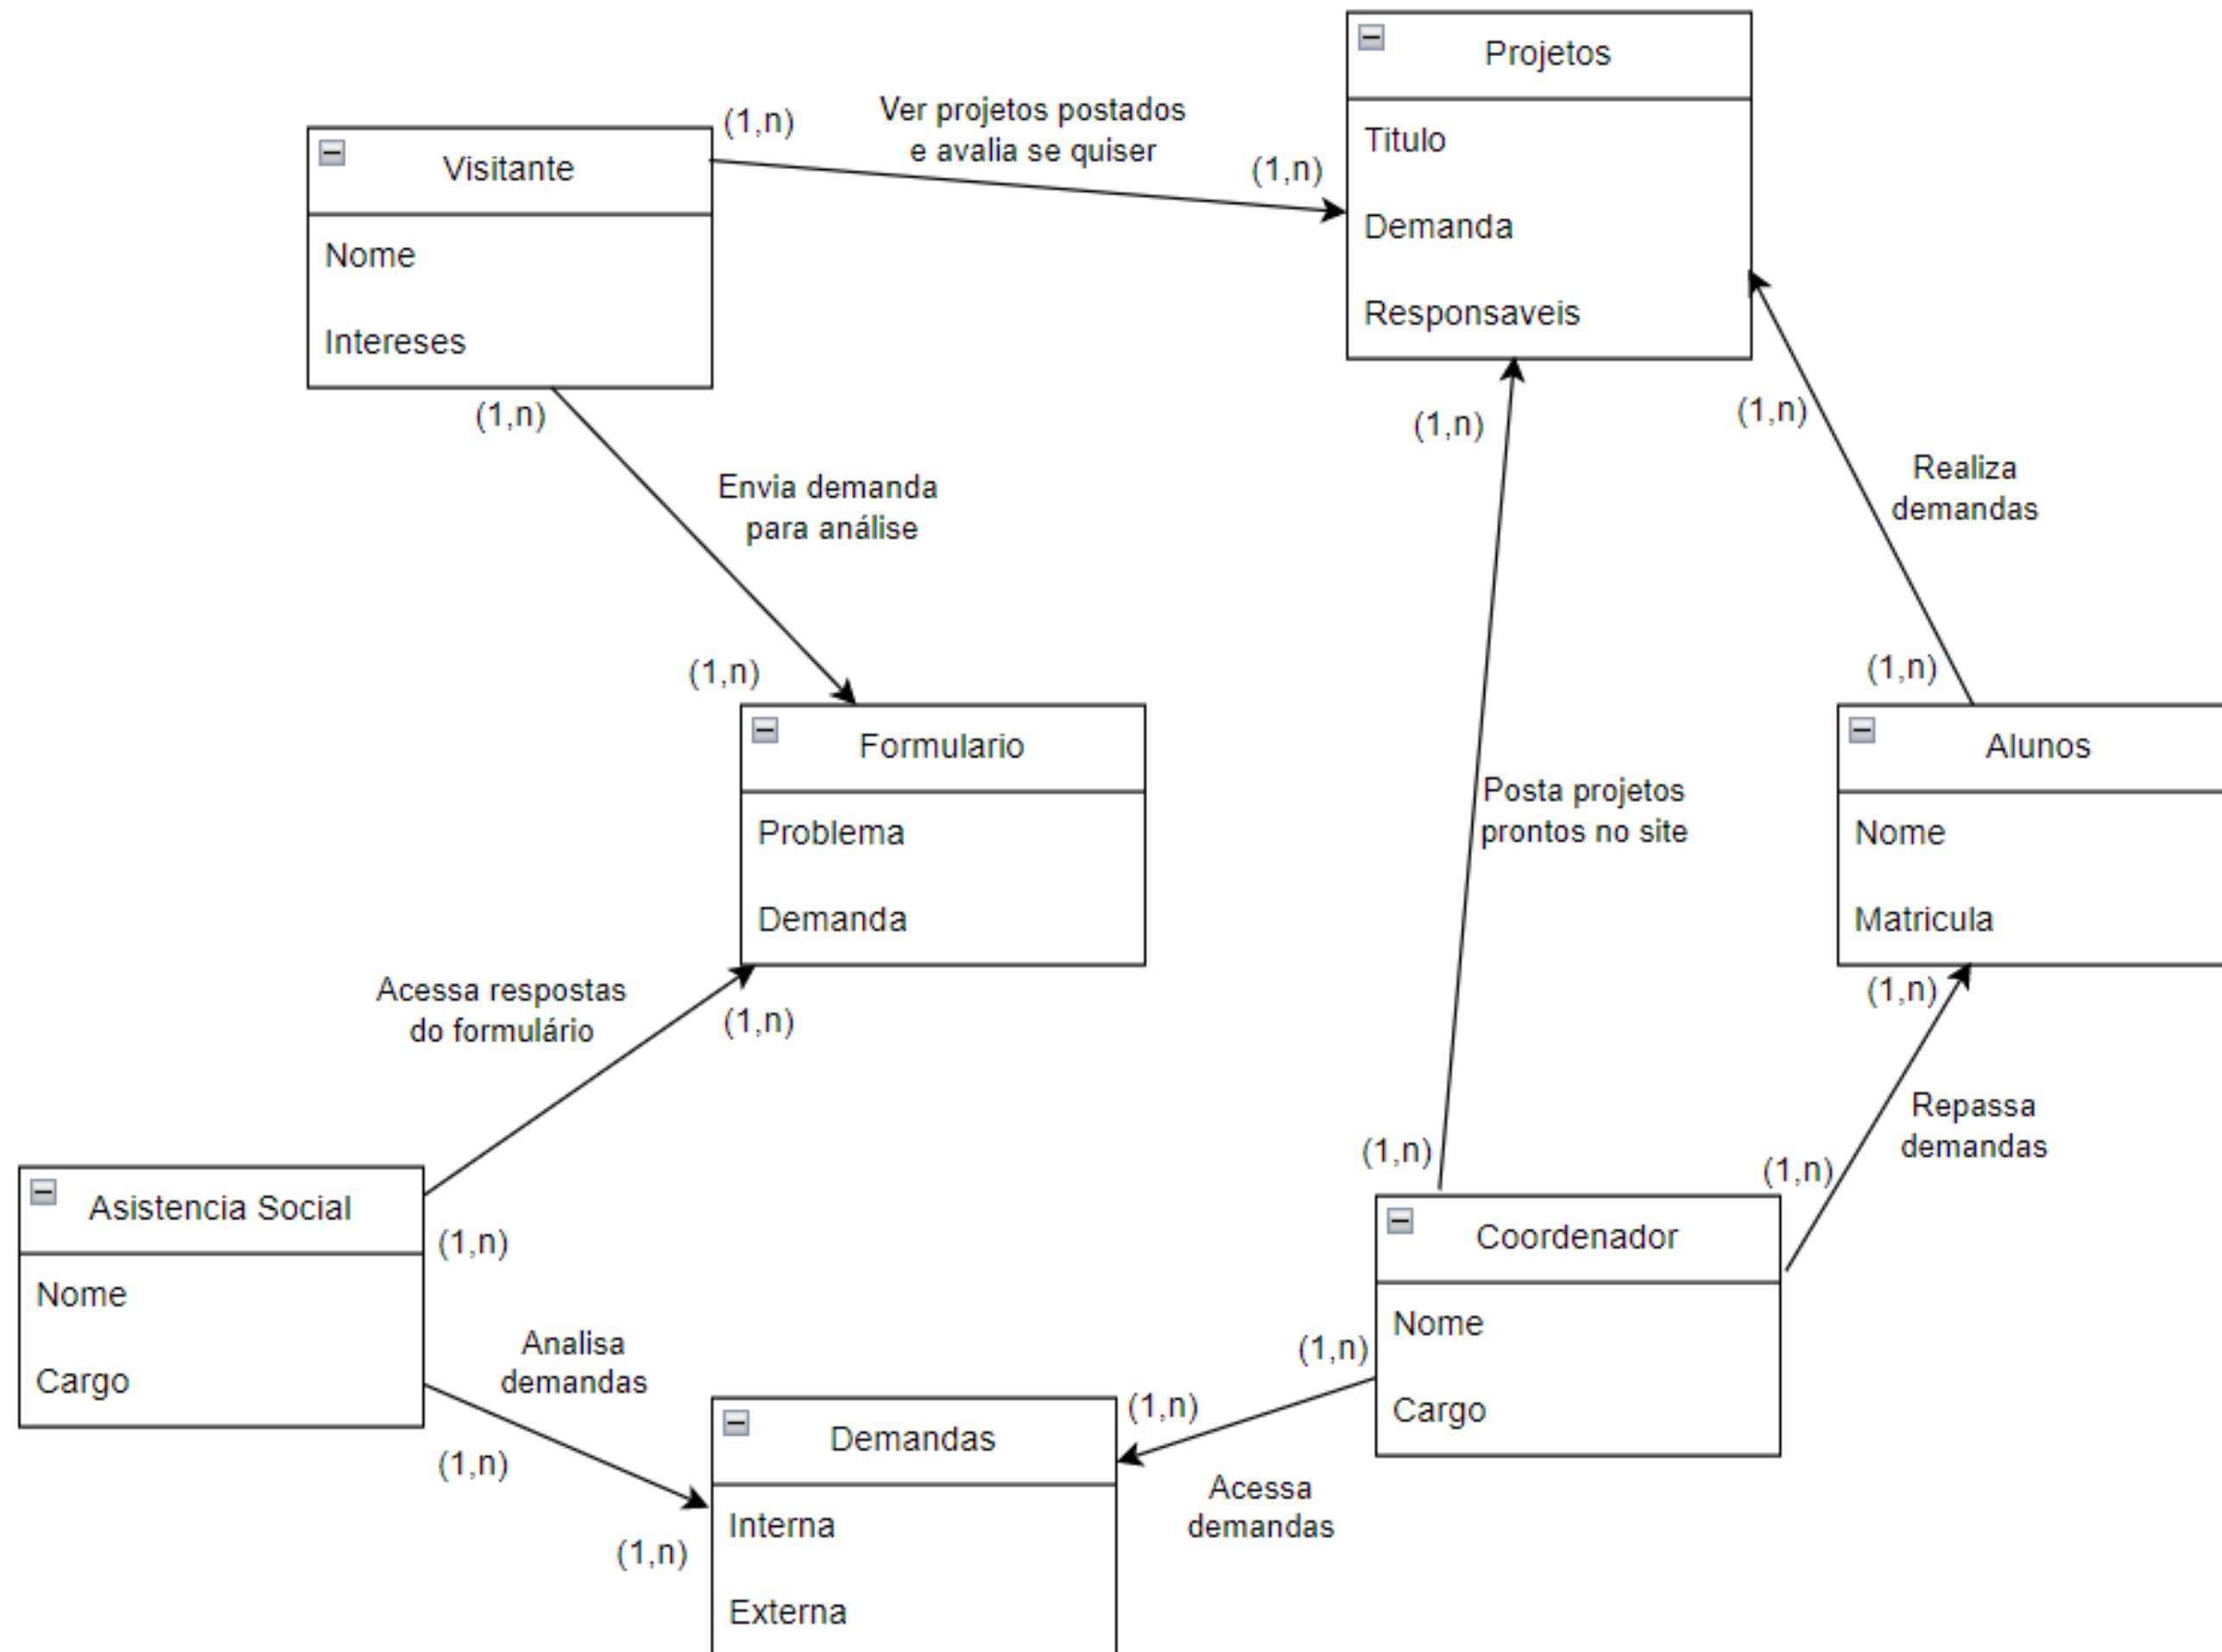 Projetos
Titulo
Demanda
Responsaveis
(1,n)
Ver projetos postados
e avalia se quiser
(1,n)
Visitante
Nome
Intereses
(1,n)
Envia demanda
para análise
(1,n)
(1,n)
(1,n)
Realiza
demandas
(1,n)
Formulario
Problema
Demanda
Posta projetos
prontos no site
Alunos
Nome
Matricula
Acessa respostas
do formulário
(1,n)
(1,n)
Repassa
demandas
(1,n)
(1,n)
Asistencia Social
Nome
Cargo
(1,n)
Coordenador
Nome
Cargo
Analisa
demandas
(1,n)
(1,n)
(1,n)
(1,n)
Acessa
demandas
Demandas
Interna
Externa